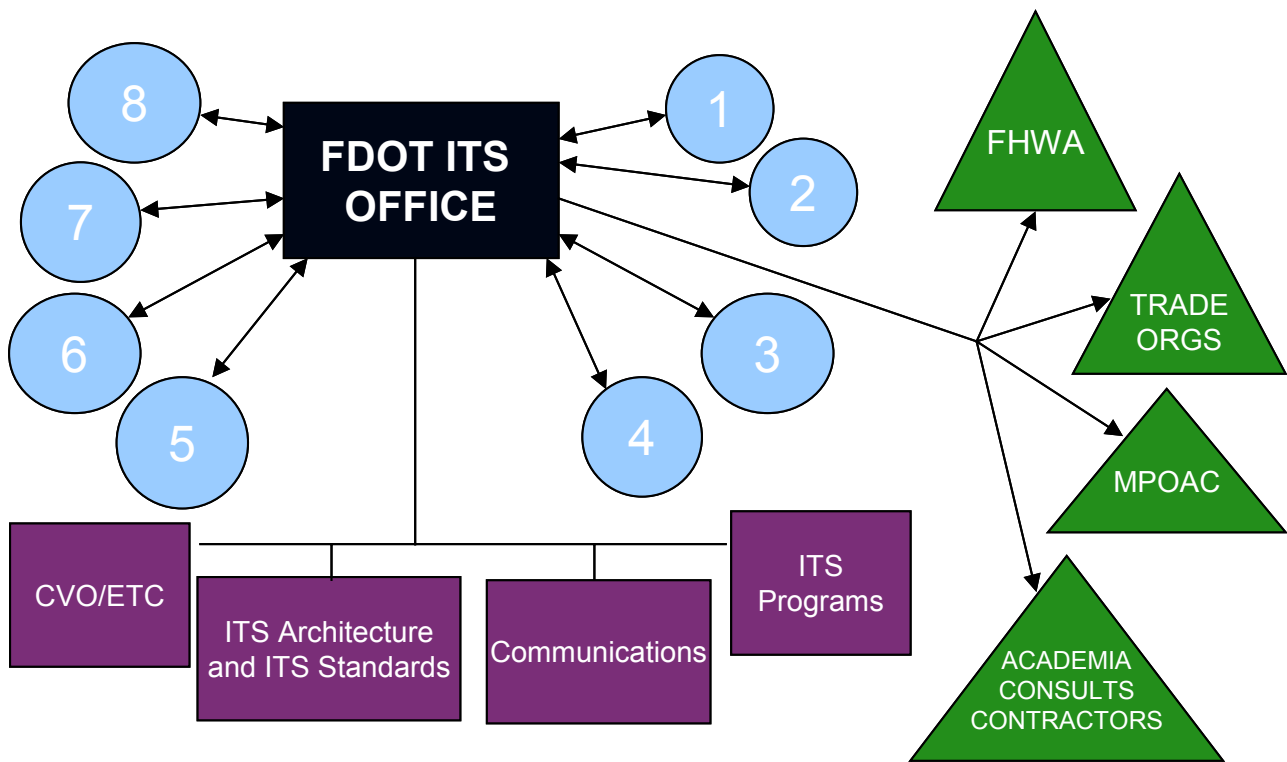 8
1
FDOT ITS
OFFICE
2
7
6
5
3
4
FHWA
TRADE
ORGS
MPOAC
CVO/ETC
ITS Architecture
and ITS Standards
Communications
ITS
Programs
ACADEMIA
CONSULTS
CONTRACTORS